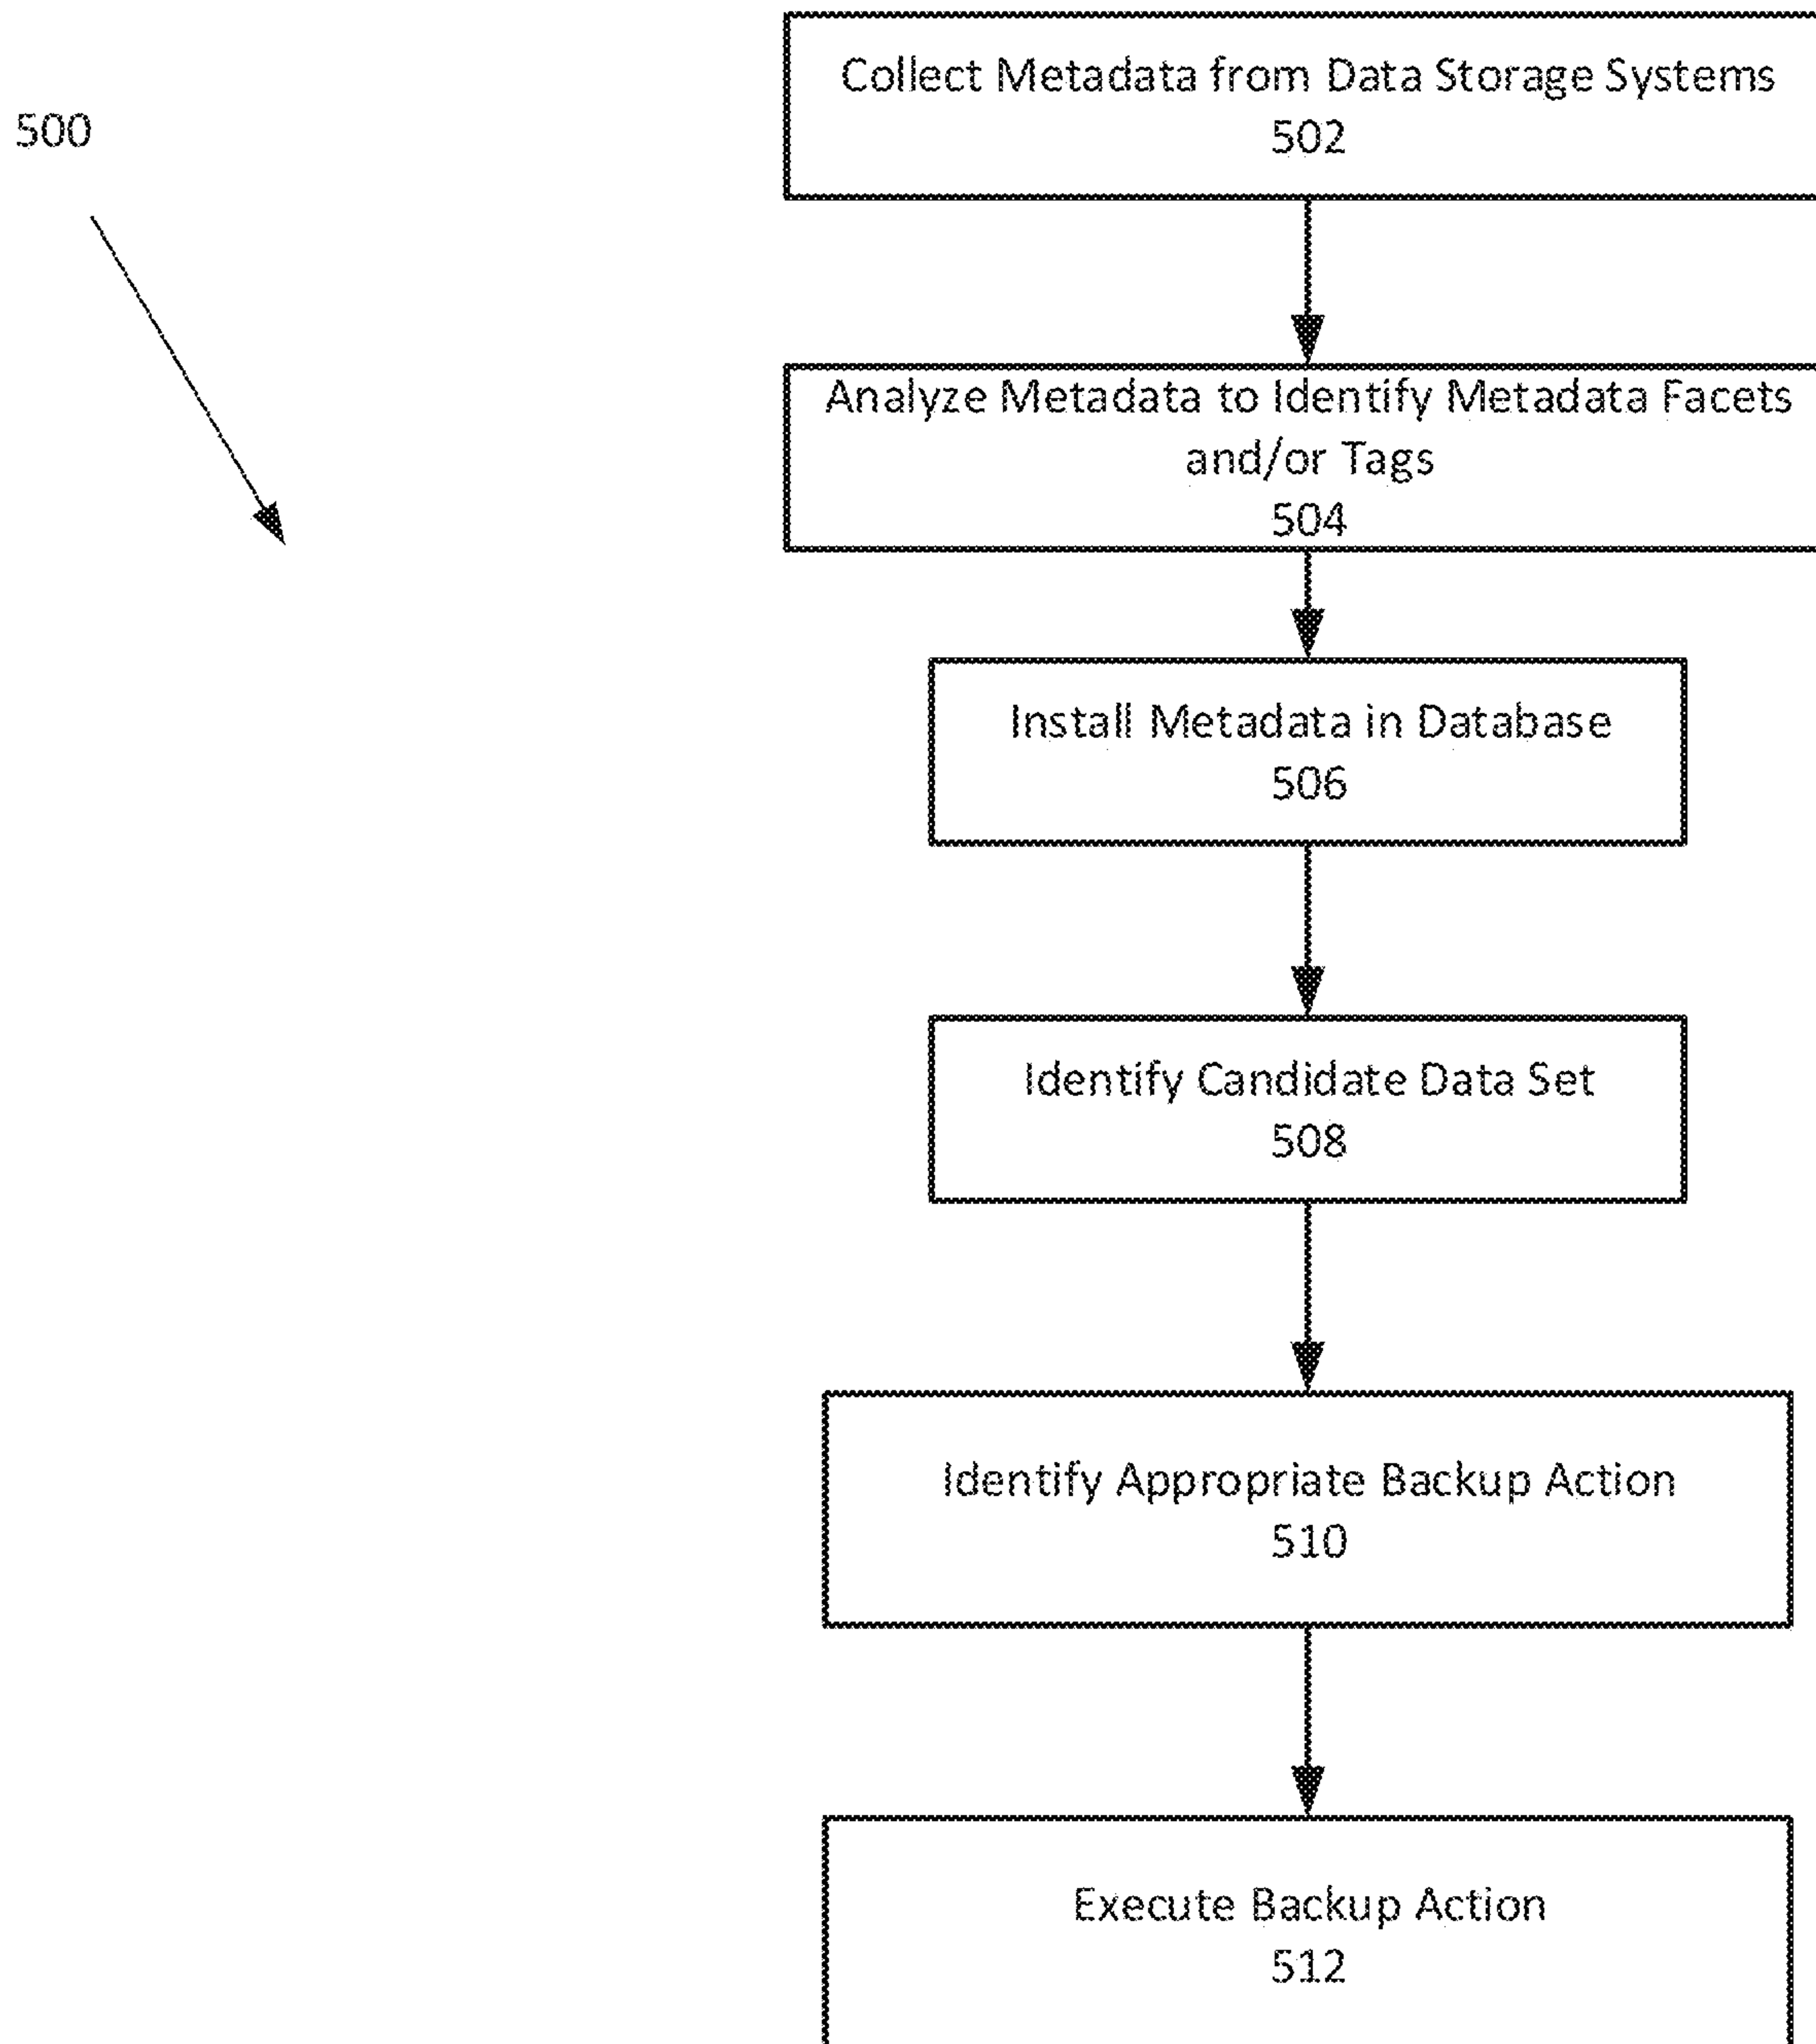 500
Collect Metadata from Data Storage Systems
502
Analyze Metadata to Identify Metadata Facets
and/or Tags
504
Install Metadata in Database
506
Identify Candidate Data Set
508
Identify Appropriate Backup Action
510
Execute Backup Action
512